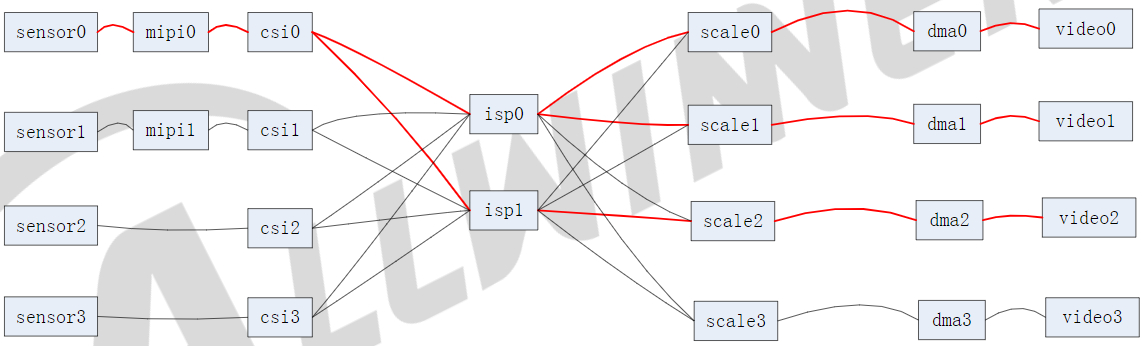 sensor0 mipi0 csi0 scale0 dma0 video0
isp0
sensor1 mipi1 csi1 scale1 dma1 video1
isp1
sensor2 csi2 scale2 dma2 video2
sensor3 csi3 scale3 dma3 video3
ALLWINNER